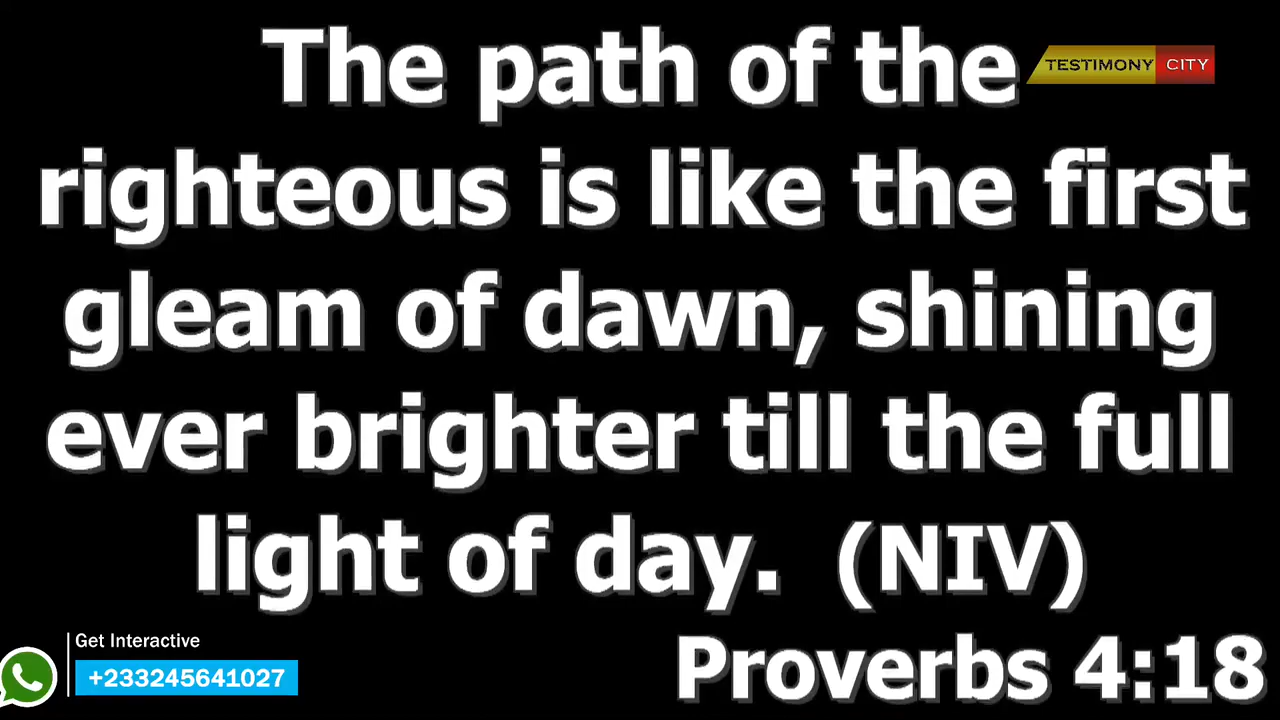 The path of the
TESTIMONY CITY
righteous is like the first
gleam of dawn, shining
ever brighter till the full
light of day. (NIV)
Get Interactive
+233245641027
Proverbs 4:18